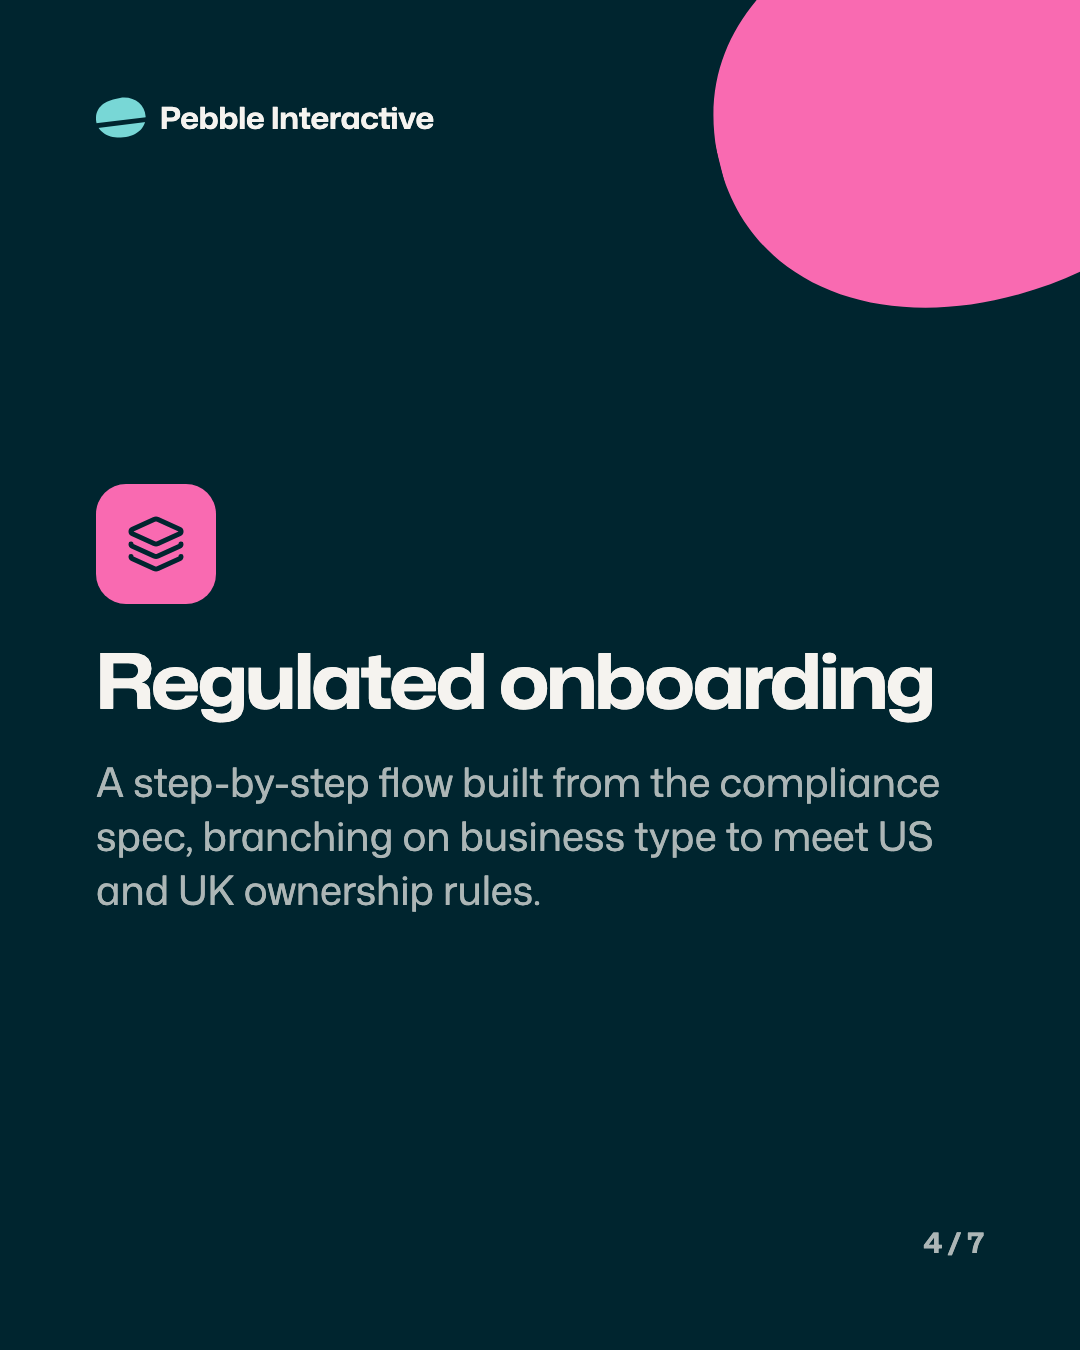 Pebble Interactive
Regulated onboarding
A step-by-step flow built from the compliance
spec, branching on business type to meet US
and UK ownership rules.
4 / 7